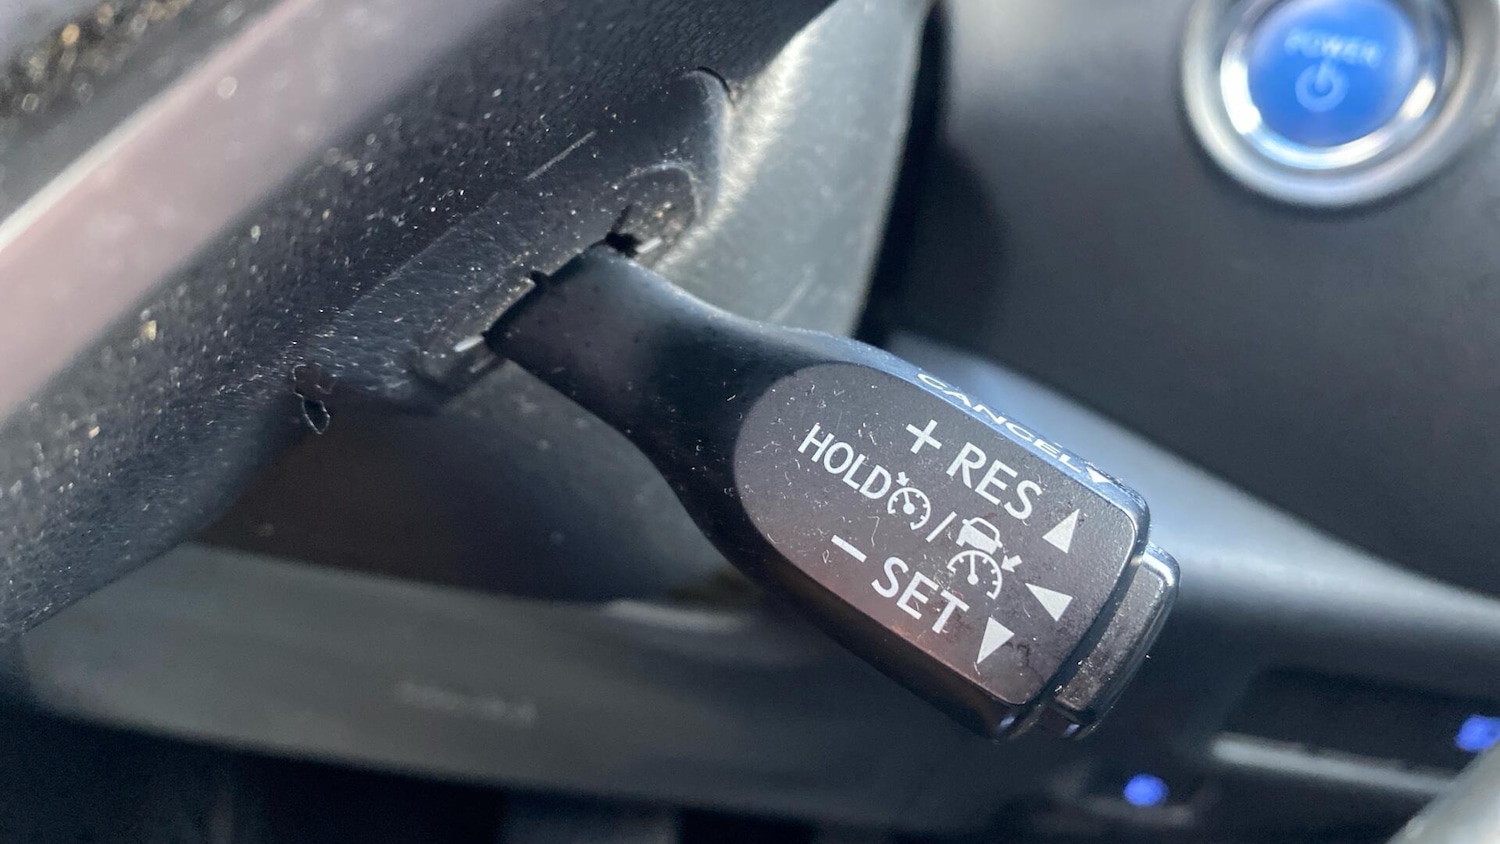 POWER
CANCEL
+ RES
HOLD /
− SET